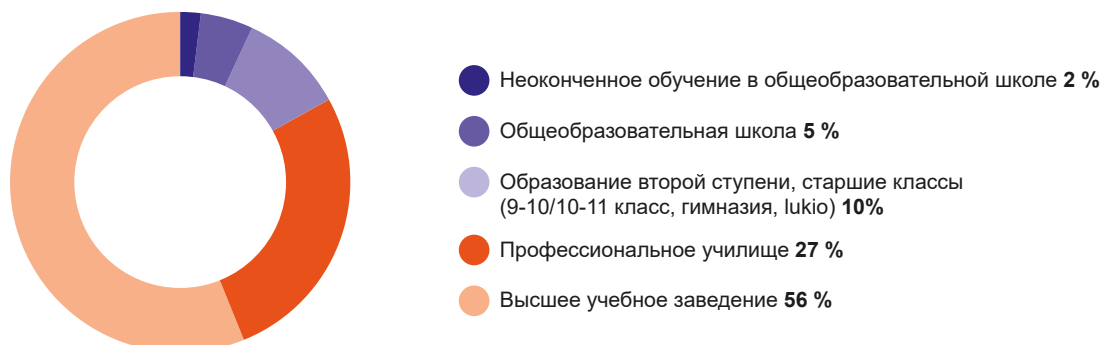 Неоконченное обучение в общеобразовательной школе 2 %
Общеобразовательная школа 5 %
Образование второй ступени, старшие классы
(9-10/10-11 класс, гимназия, lukio) 10%
Профессиональное училище 27 %
Высшее учебное заведение 56 %